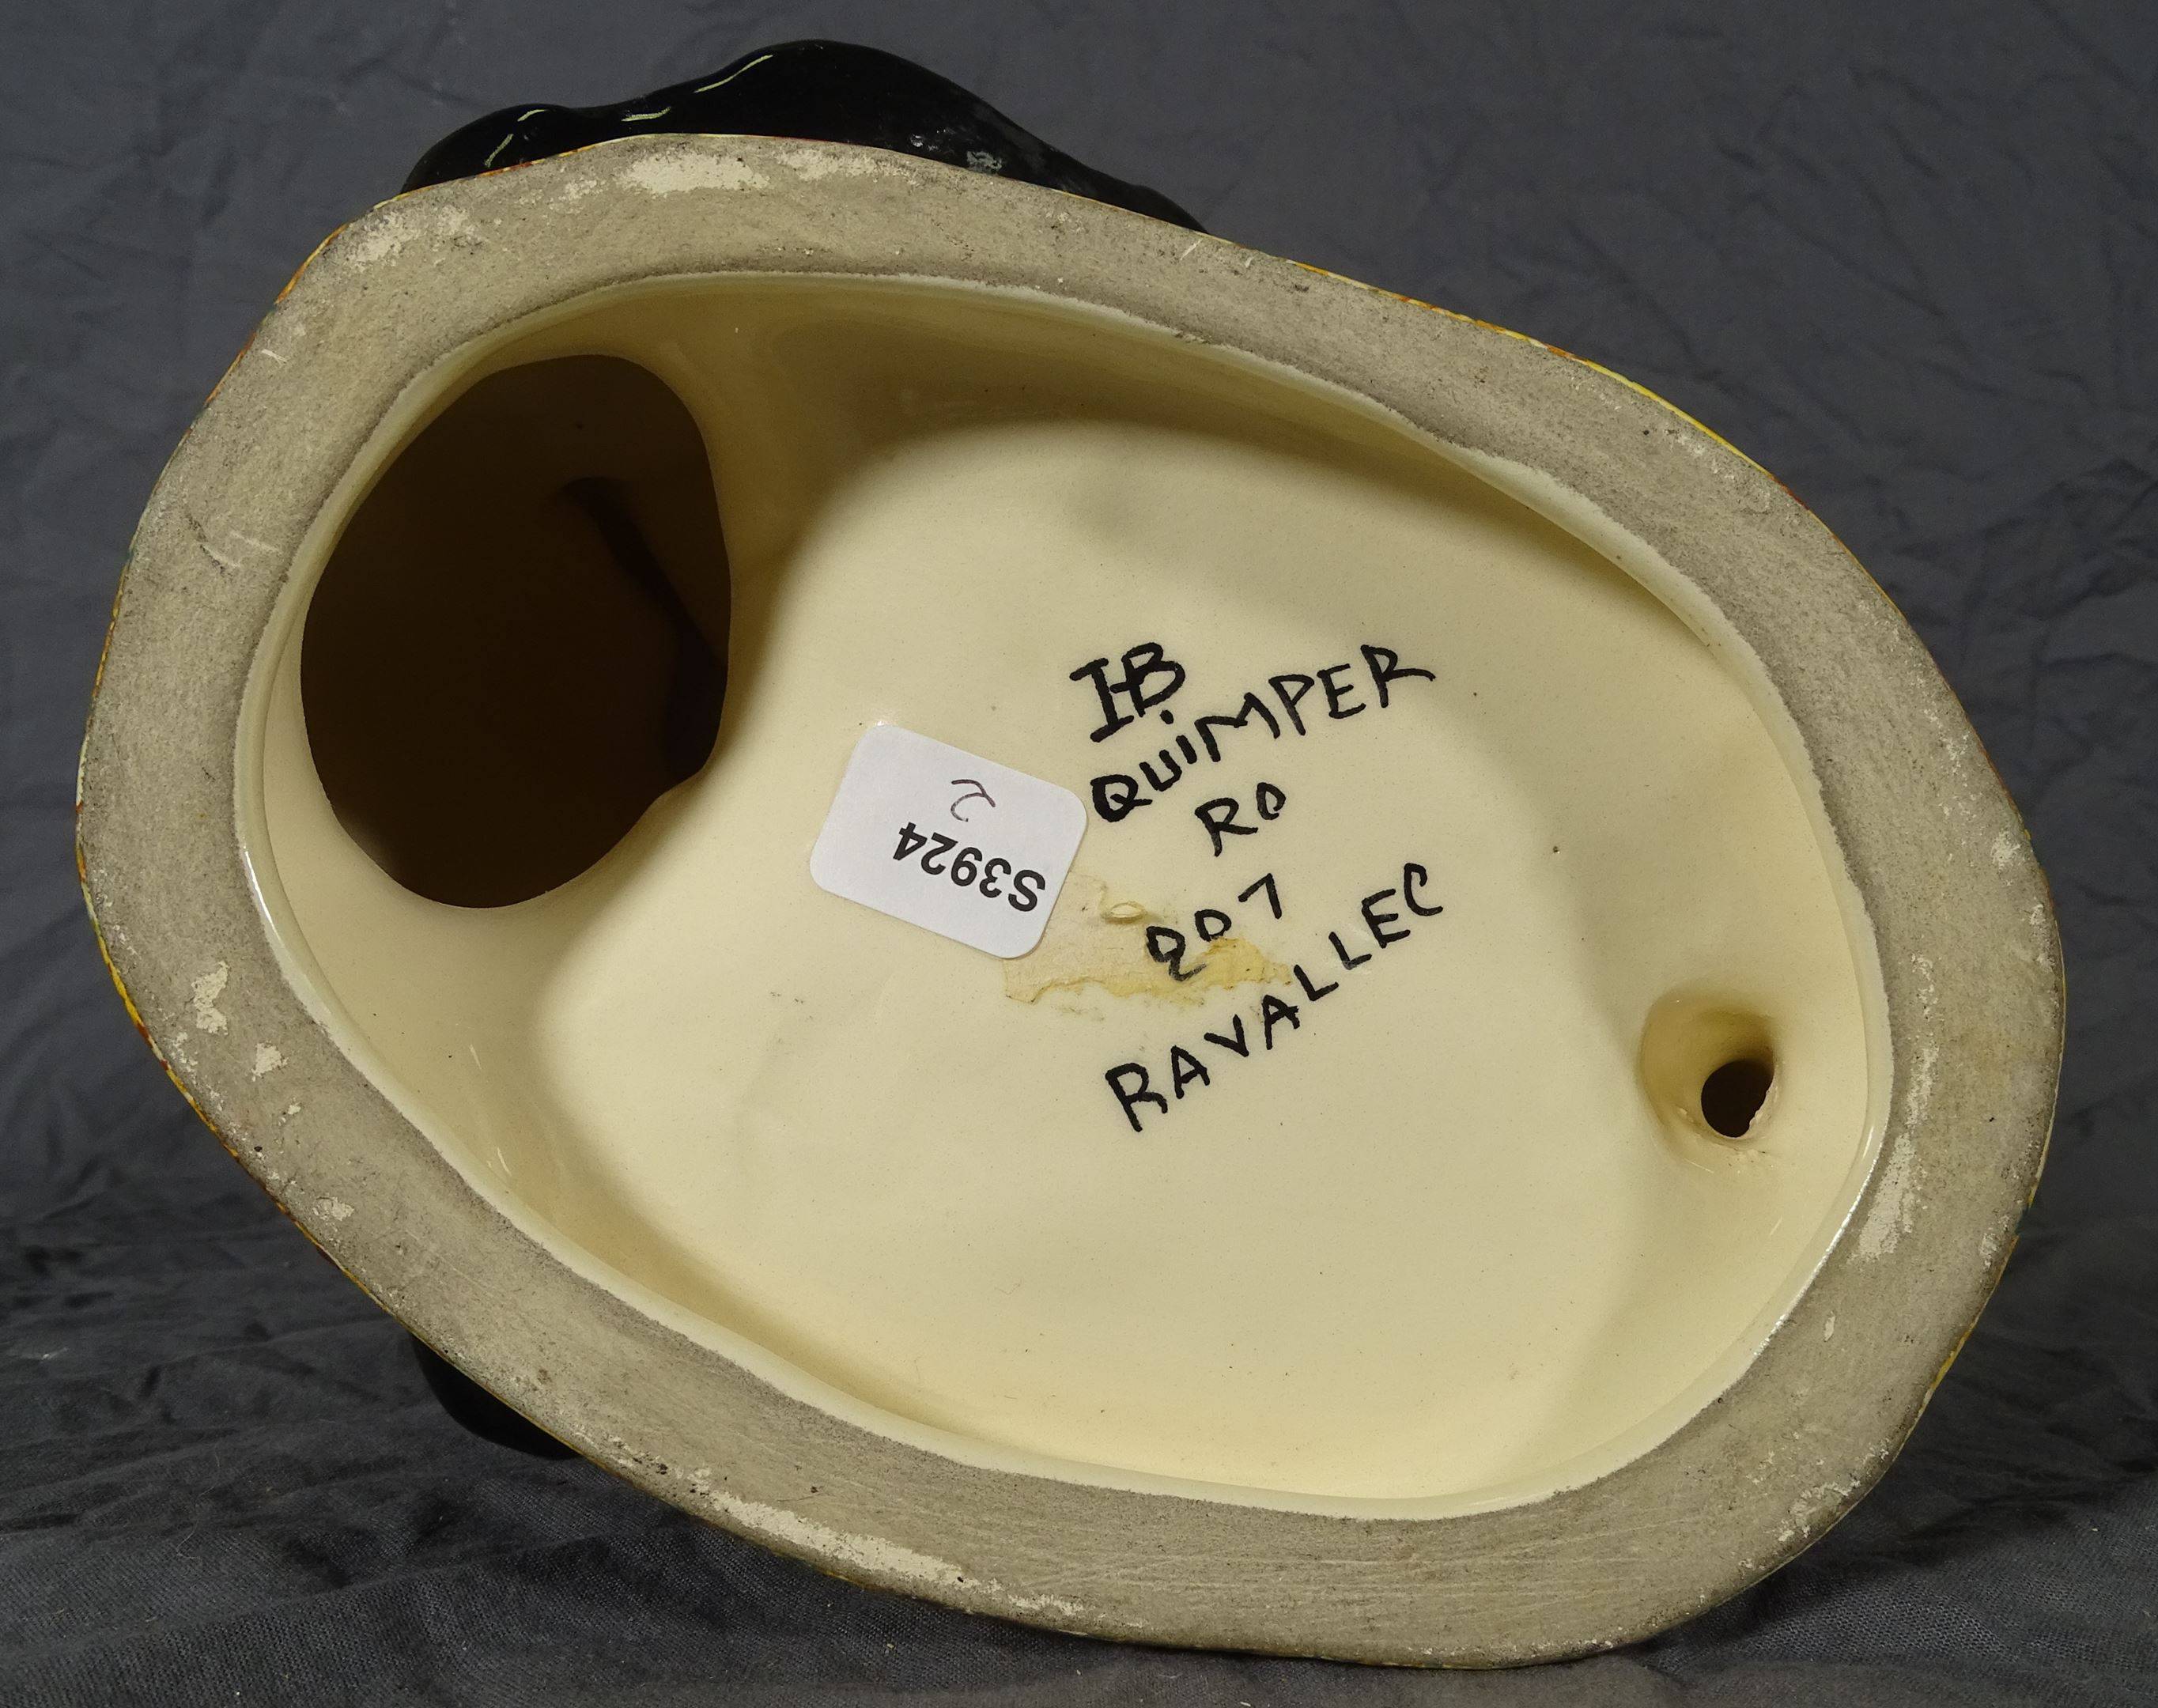 HB.
QUIMPER
RO
207
RAVALLEC
S3924
2